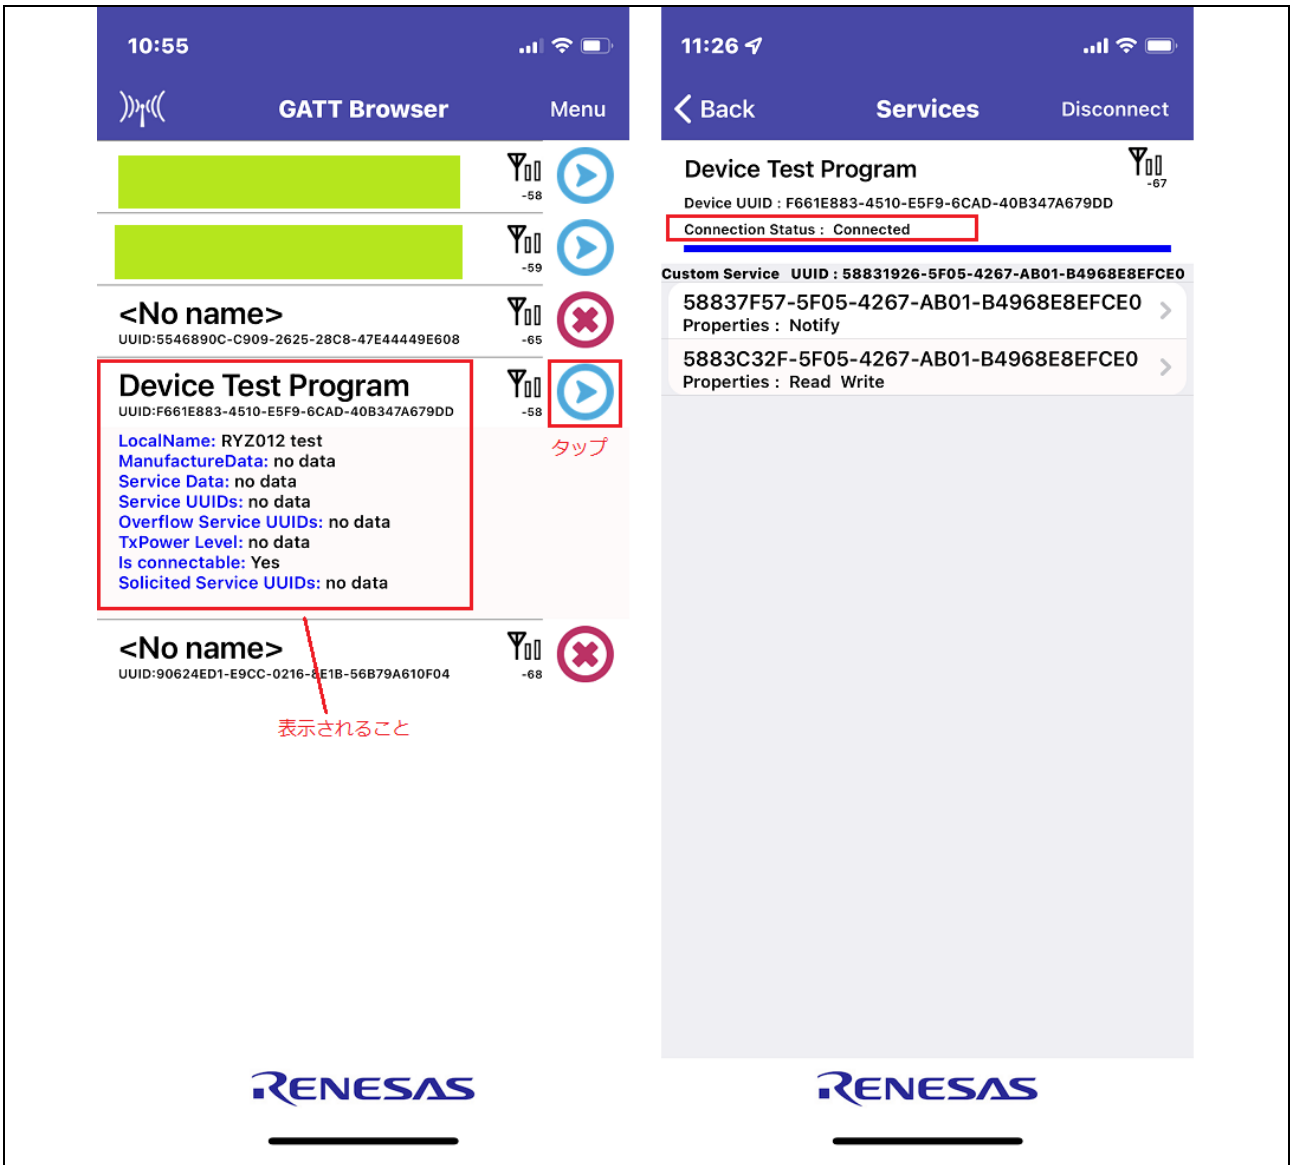 10:55
GATT Browser
Menu
-58
-59
<No name>
UUID:5546890C-C909-2625-28C8-47E44449E608
-65
Device Test Program
UUID:F661E883-4510-E5F9-6CAD-40B347A679DD
-58
タップ
LocalName: RYZ012 test
ManufactureData: no data
Service Data: no data
Service UUIDs: no data
Overflow Service UUIDs: no data
TxPower Level: no data
Is connectable: Yes
Solicited Service UUIDs: no data
<No name>
UUID:90624ED1-E9CC-0216-8E1B-56B79A610F04
-68
表示されること
RENESAS
11:26
Back
Services
Disconnect
Device Test Program
-67
Device UUID : F661E883-4510-E5F9-6CAD-40B347A679DD
Connection Status : Connected
Custom Service UUID : 58831926-5F05-4267-AB01-B4968E8EFCE0
58837F57-5F05-4267-AB01-B4968E8EFCE0
Properties : Notify
5883C32F-5F05-4267-AB01-B4968E8EFCE0
Properties : Read Write
RENESAS